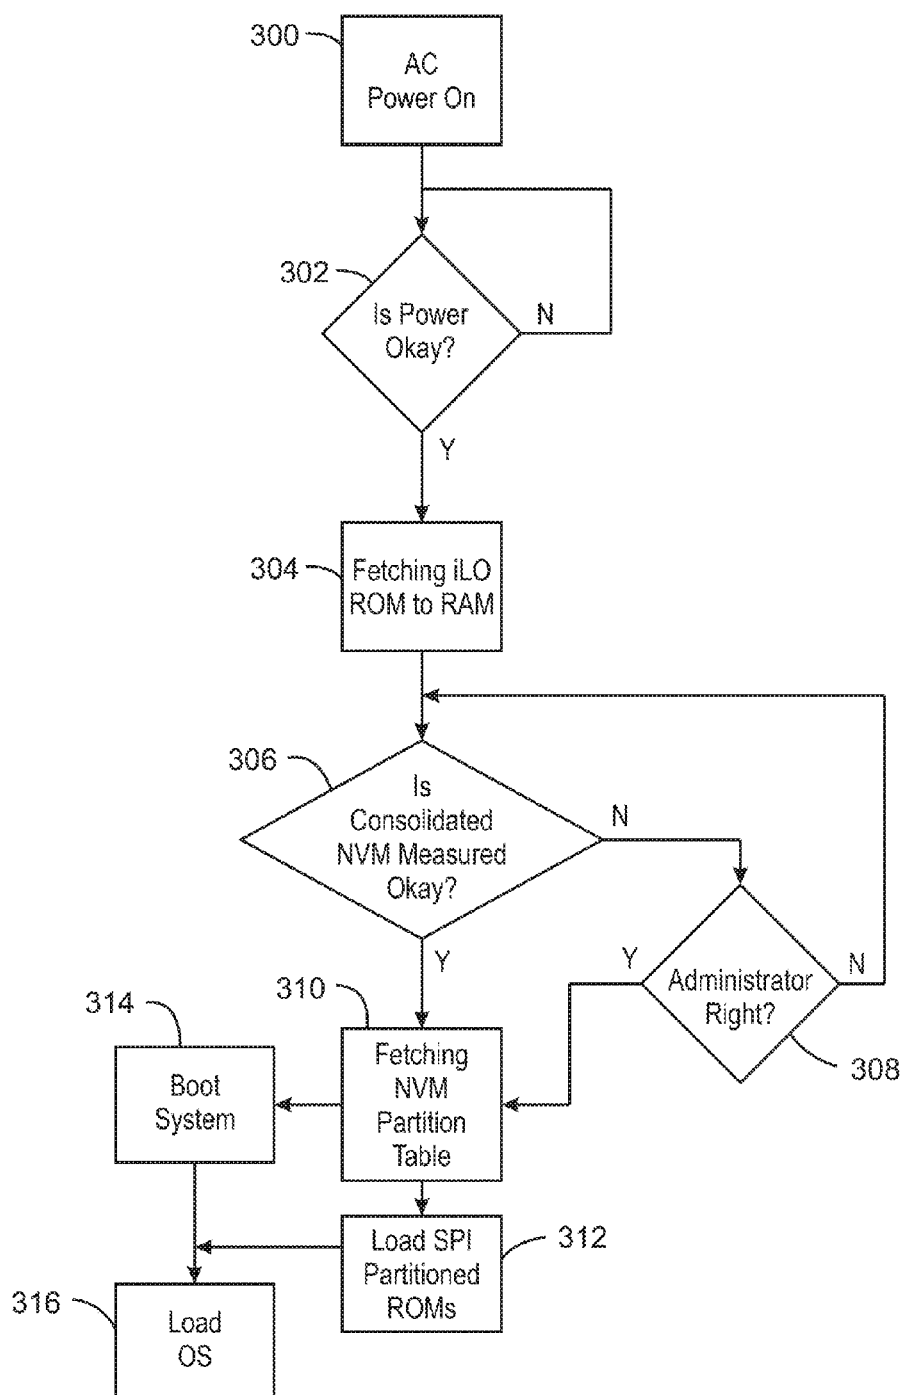 300
AC
Power On
302
Is Power
Okay?
N
Y
304
Fetching iLO
ROM to RAM
306
Is
Consolidated
NVM Measured
Okay?
N
Y
Y
Administrator
Right?
N
308
310
Fetching
NVM
Partition
Table
314
Boot
System
Load SPI
Partitioned
ROMs
312
316
Load
OS